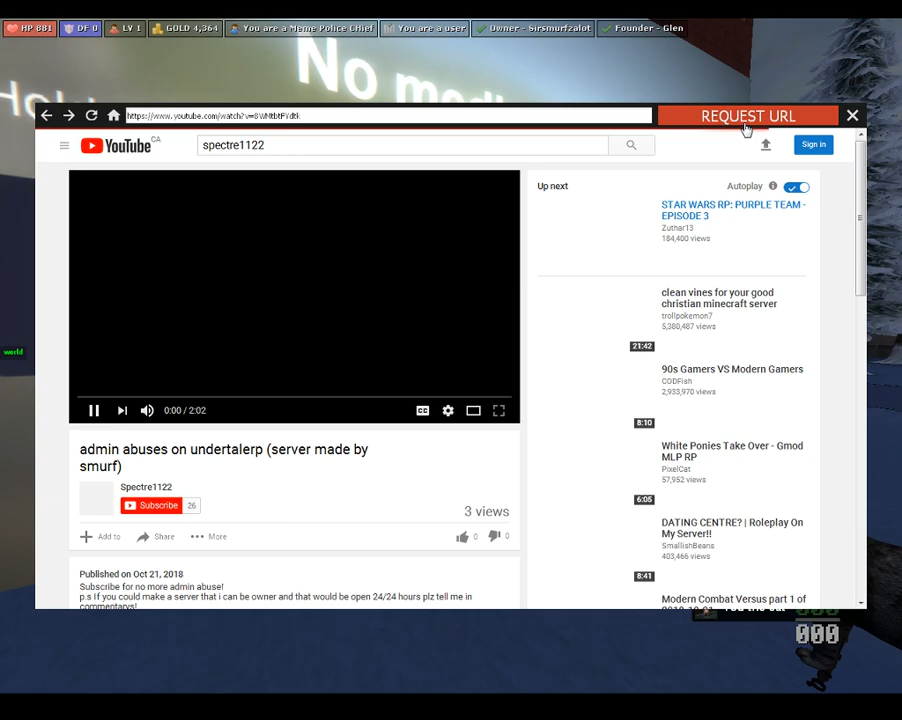 HP 881
DF 0
LV 1
GOLD 4,364
You are a Meme Police Chief
You are a user
Owner - Sirsmurfzalot
Founder - Glen
No
REQUEST URL
YouTube CA
spectre1122
Sign in
Up next
Autoplay
STAR WARS RP: PURPLE TEAM -
EPISODE 3
Zuthar13
184,400 views
clean vines for your good
christian minecraft server
trollpokemon7
5,380,487 views
21:42
world
90s Gamers VS Modern Gamers
CODFish
2,933,970 views
0:00 / 2:02
CC
8:10
admin abuses on undertalerp (server made by
smurf)
White Ponies Take Over - Gmod
MLP RP
PixelCat
57,952 views
Spectre1122
Subscribe 26
6:05
3 views
DATING CENTRE? | Roleplay On
My Server!!
SmallishBeans
403,466 views
Add to
Share
More
0
0
8:41
Published on Oct 21, 2018
Subscribe for no more admin abuse!
p.s If you could make a server that i can be owner and that would be open 24/24 hours plz tell me in
commentarys!
Modern Combat Versus part 1 of
000